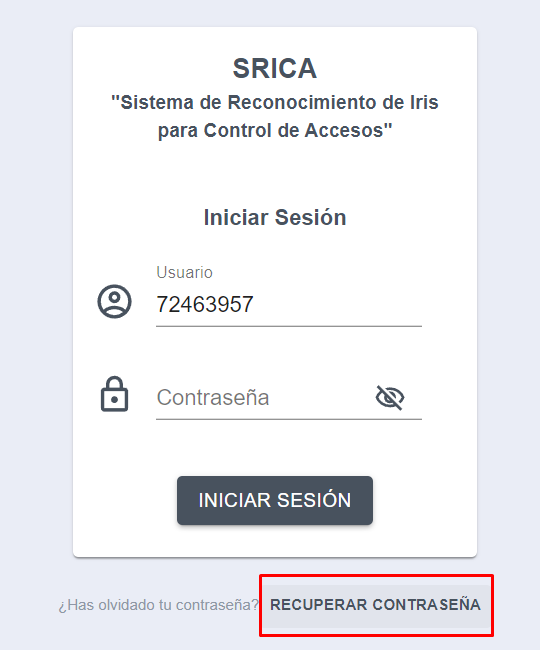 SRICA
"Sistema de Reconocimiento de Iris
para Control de Accesos"
Iniciar Sesión
Usuario
72463957
Contraseña
INICIAR SESIÓN
¿Has olvidado tu contraseña? RECUPERAR CONTRASEÑA